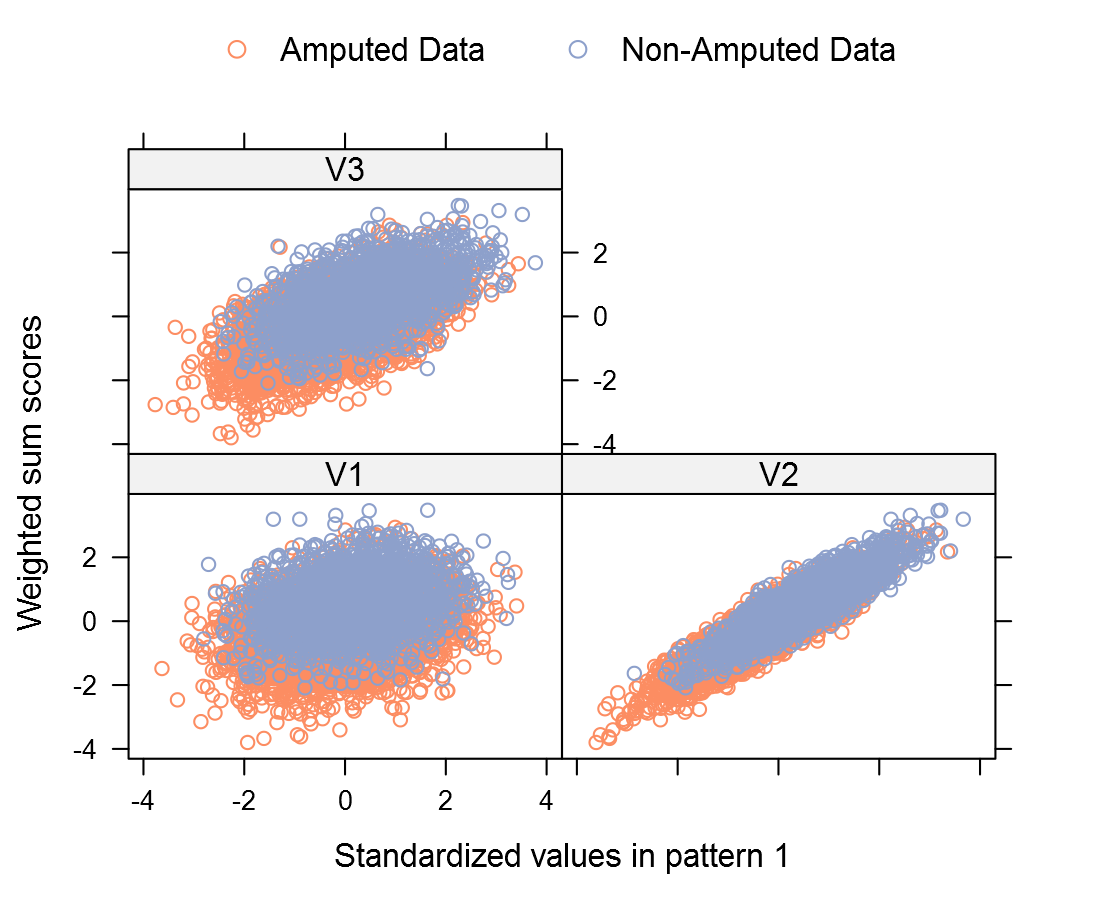 Amputed Data Non-Amputed Data
V3
2
0
-2
-4
V1 V2
2
0
-2
-4
-4 -2 0 2 4
Weighted sum scores
Standardized values in pattern 1